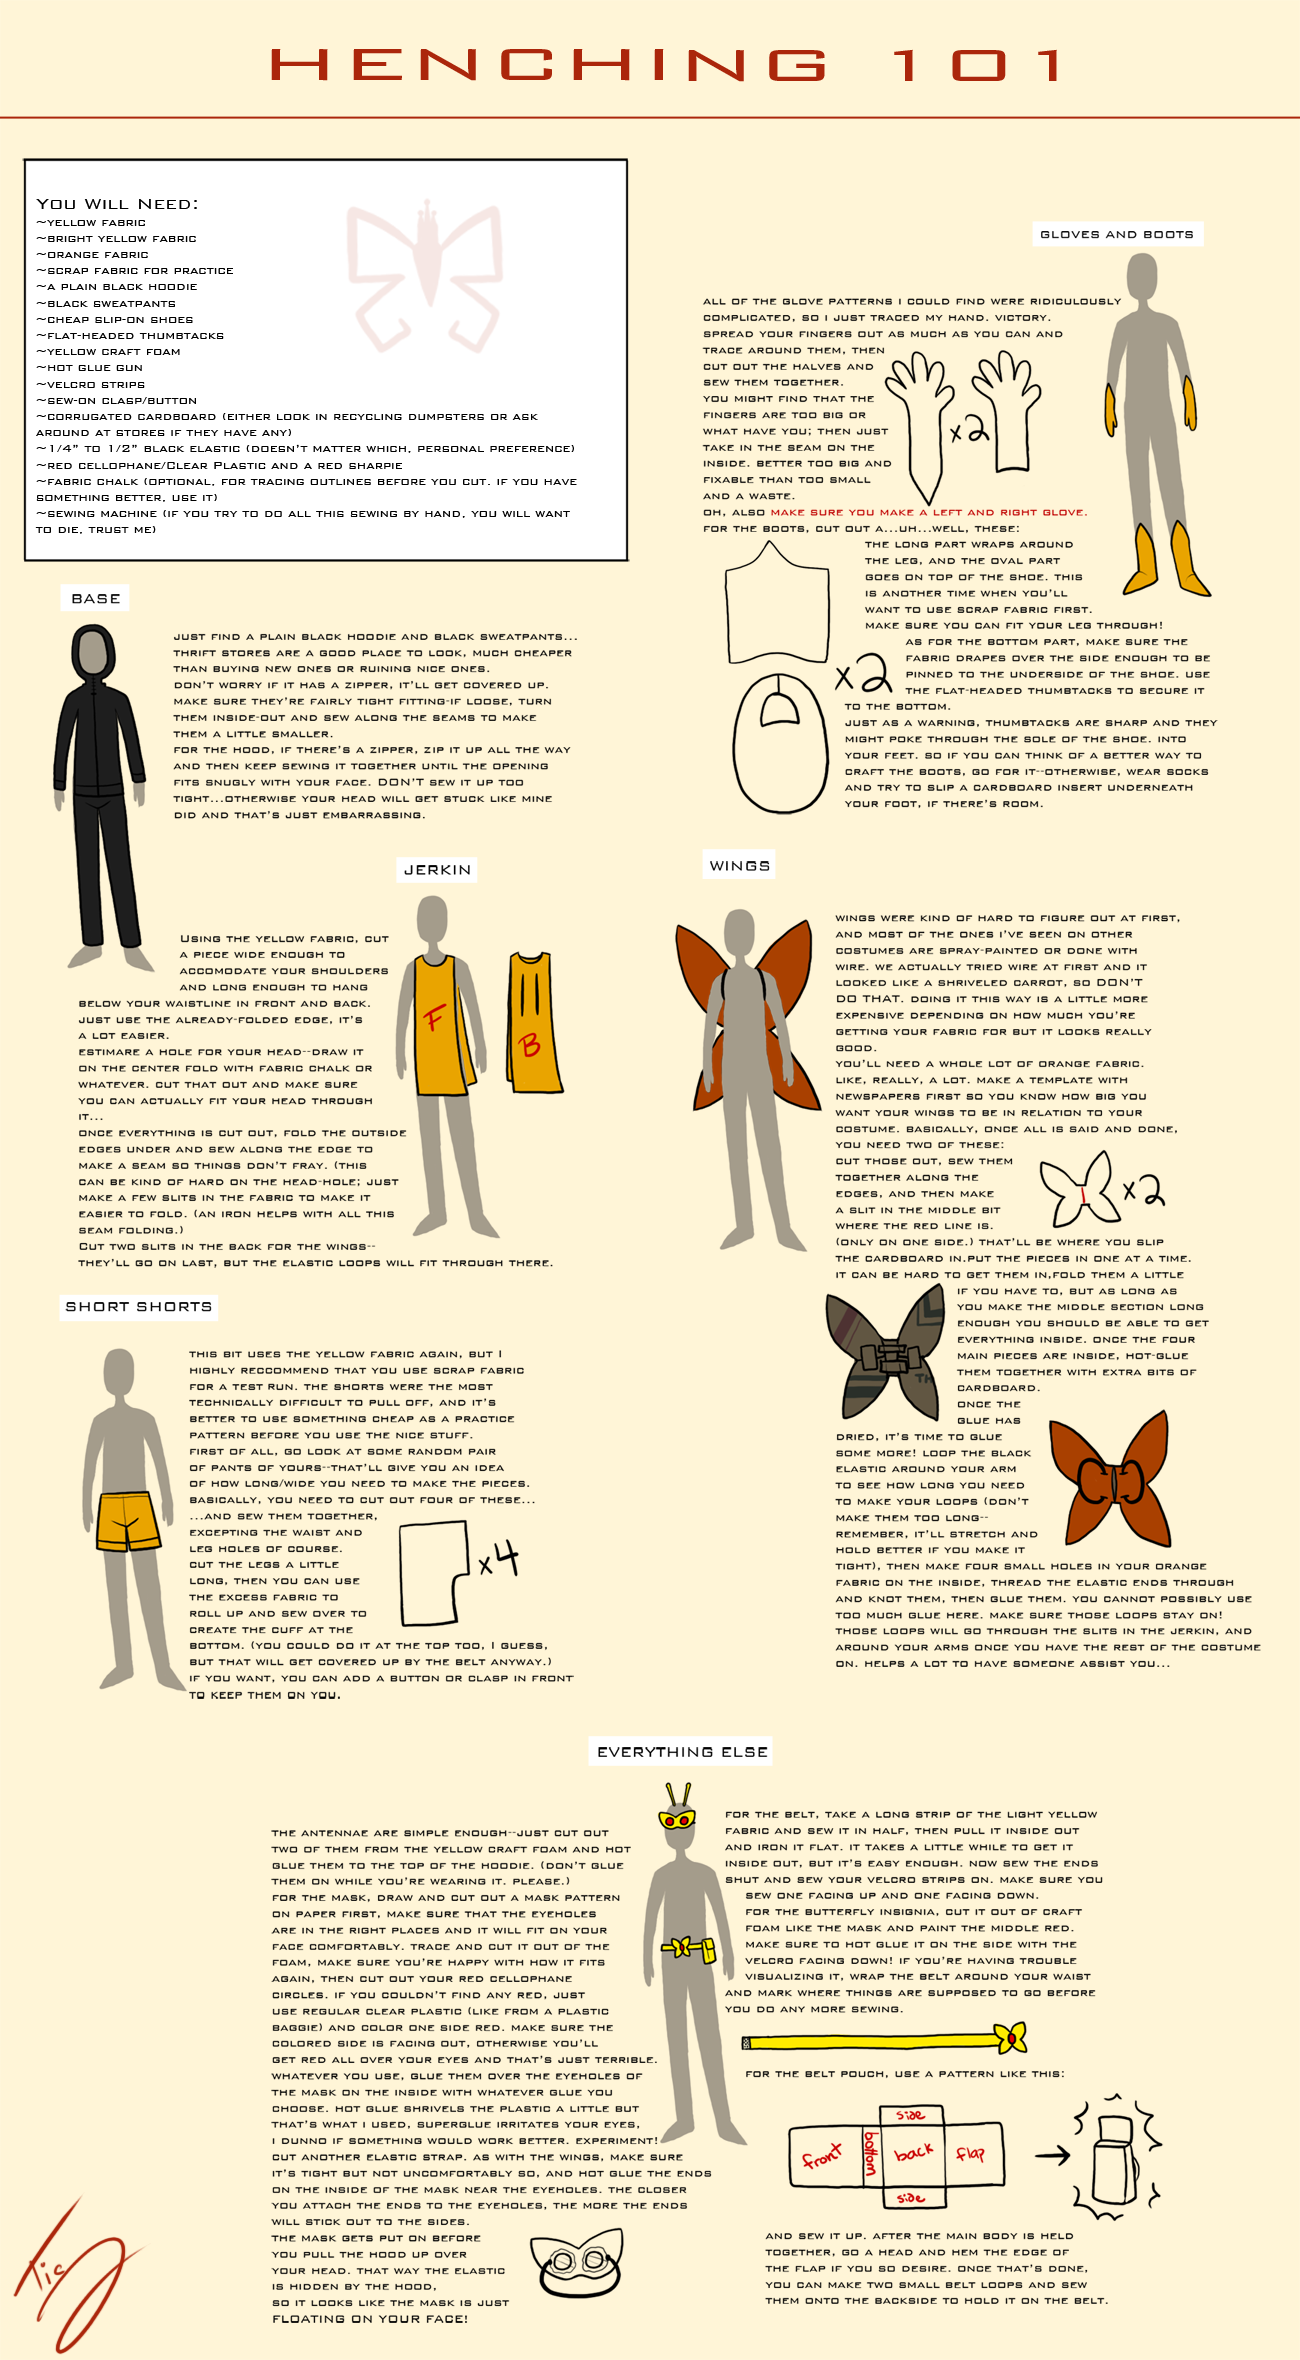 HENCHING 101
YOU WILL NEED:
~YELLOW FABRIC
~BRIGHT YELLOW FABRIC
~ORANGE FABRIC
~SCRAP FABRIC FOR PRACTICE
~A PLAIN BLACK HOODIE
~BLACK SWEATPANTS
~CHEAP SLIP-ON SHOES
~FLAT-HEADED THUMBTACKS
~YELLOW CRAFT FOAM
~HOT GLUE GUN
~VELCRO STRIPS
~SEW-ON CLASP/BUTTON
~CORRUGATED CARDBOARD (EITHER LOOK IN RECYCLING DUMPSTERS OR ASK
AROUND AT STORES IF THEY HAVE ANY)
~1/4" TO 1/2" BLACK ELASTIC (DOESN'T MATTER WHICH, PERSONAL PREFERENCE)
~RED CELLOPHANE/CLEAR PLASTIC AND A RED SHARPIE
~FABRIC CHALK (OPTIONAL, FOR TRACING OUTLINES BEFORE YOU CUT. IF YOU HAVE
SOMETHING BETTER, USE IT)
~SEWING MACHINE (IF YOU TRY TO DO ALL THIS SEWING BY HAND, YOU WILL WANT
TO DIE, TRUST ME)
BASE
JUST FIND A PLAIN BLACK HOODIE AND BLACK SWEATPANTS...
THRIFT STORES ARE A GOOD PLACE TO LOOK, MUCH CHEAPER
THAN BUYING NEW ONES OR RUINING NICE ONES.
DON'T WORRY IF IT HAS A ZIPPER, IT'LL GET COVERED UP.
MAKE SURE THEY'RE FAIRLY TIGHT FITTING-IF LOOSE, TURN
THEM INSIDE-OUT AND SEW ALONG THE SEAMS TO MAKE
THEM A LITTLE SMALLER.
FOR THE HOOD, IF THERE'S A ZIPPER, ZIP IT UP ALL THE WAY
AND THEN KEEP SEWING IT TOGETHER UNTIL THE OPENING
FITS SNUGLY WITH YOUR FACE. DON'T SEW IT UP TOO
TIGHT...OTHERWISE YOUR HEAD WILL GET STUCK LIKE MINE
DID AND THAT'S JUST EMBARRASSING.
JERKIN
USING THE YELLOW FABRIC, CUT
A PIECE WIDE ENOUGH TO
ACCOMODATE YOUR SHOULDERS
AND LONG ENOUGH TO HANG
BELOW YOUR WAISTLINE IN FRONT AND BACK.
JUST USE THE ALREADY-FOLDED EDGE, IT'S
A LOT EASIER.
ESTIMARE A HOLE FOR YOUR HEAD--DRAW IT
ON THE CENTER FOLD WITH FABRIC CHALK OR
WHATEVER. CUT THAT OUT AND MAKE SURE
YOU CAN ACTUALLY FIT YOUR HEAD THROUGH
IT...
ONCE EVERYTHING IS CUT OUT, FOLD THE OUTSIDE
EDGES UNDER AND SEW ALONG THE EDGE TO
MAKE A SEAM SO THINGS DON'T FRAY. (THIS
CAN BE KIND OF HARD ON THE HEAD-HOLE; JUST
MAKE A FEW SLITS IN THE FABRIC TO MAKE IT
EASIER TO FOLD. (AN IRON HELPS WITH ALL THIS
SEAM FOLDING.)
CUT TWO SLITS IN THE BACK FOR THE WINGS--
THEY'LL GO ON LAST, BUT THE ELASTIC LOOPS WILL FIT THROUGH THERE.
F
B
SHORT SHORTS
THIS BIT USES THE YELLOW FABRIC AGAIN, BUT I
HIGHLY RECCOMMEND THAT YOU USE SCRAP FABRIC
FOR A TEST RUN. THE SHORTS WERE THE MOST
TECHNICALLY DIFFICULT TO PULL OFF, AND IT'S
BETTER TO USE SOMETHING CHEAP AS A PRACTICE
PATTERN BEFORE YOU USE THE NICE STUFF.
FIRST OF ALL, GO LOOK AT SOME RANDOM PAIR
OF PANTS OF YOURS--THAT'LL GIVE YOU AN IDEA
OF HOW LONG/WIDE YOU NEED TO MAKE THE PIECES.
BASICALLY, YOU NEED TO CUT OUT FOUR OF THESE...
...AND SEW THEM TOGETHER,
EXCEPTING THE WAIST AND
LEG HOLES OF COURSE.
CUT THE LEGS A LITTLE
LONG, THEN YOU CAN USE
THE EXCESS FABRIC TO
ROLL UP AND SEW OVER TO
CREATE THE CUFF AT THE
BOTTOM. (YOU COULD DO IT AT THE TOP TOO, I GUESS,
BUT THAT WILL GET COVERED UP BY THE BELT ANYWAY.)
IF YOU WANT, YOU CAN ADD A BUTTON OR CLASP IN FRONT
TO KEEP THEM ON YOU.
x4
GLOVES AND BOOTS
ALL OF THE GLOVE PATTERNS I COULD FIND WERE RIDICULOUSLY
COMPLICATED, SO I JUST TRACED MY HAND. VICTORY.
SPREAD YOUR FINGERS OUT AS MUCH AS YOU CAN AND
TRACE AROUND THEM, THEN
CUT OUT THE HALVES AND
SEW THEM TOGETHER.
YOU MIGHT FIND THAT THE
FINGERS ARE TOO BIG OR
WHAT HAVE YOU; THEN JUST
TAKE IN THE SEAM ON THE
INSIDE. BETTER TOO BIG AND
FIXABLE THAN TOO SMALL
AND A WASTE.
x2
OH, ALSO MAKE SURE YOU MAKE A LEFT AND RIGHT GLOVE.
FOR THE BOOTS, CUT OUT A...UH...WELL, THESE:
THE LONG PART WRAPS AROUND
THE LEG, AND THE OVAL PART
GOES ON TOP OF THE SHOE. THIS
IS ANOTHER TIME WHEN YOU'LL
WANT TO USE SCRAP FABRIC FIRST.
MAKE SURE YOU CAN FIT YOUR LEG THROUGH!
AS FOR THE BOTTOM PART, MAKE SURE THE
FABRIC DRAPES OVER THE SIDE ENOUGH TO BE
PINNED TO THE UNDERSIDE OF THE SHOE. USE
THE FLAT-HEADED THUMBTACKS TO SECURE IT
TO THE BOTTOM.
x2
JUST AS A WARNING, THUMBTACKS ARE SHARP AND THEY
MIGHT POKE THROUGH THE SOLE OF THE SHOE. INTO
YOUR FEET. SO IF YOU CAN THINK OF A BETTER WAY TO
CRAFT THE BOOTS, GO FOR IT--OTHERWISE, WEAR SOCKS
AND TRY TO SLIP A CARDBOARD INSERT UNDERNEATH
YOUR FOOT, IF THERE'S ROOM.
WINGS
WINGS WERE KIND OF HARD TO FIGURE OUT AT FIRST,
AND MOST OF THE ONES I'VE SEEN ON OTHER
COSTUMES ARE SPRAY-PAINTED OR DONE WITH
WIRE. WE ACTUALLY TRIED WIRE AT FIRST AND IT
LOOKED LIKE A SHRIVELED CARROT, SO DON'T
DO THAT. DOING IT THIS WAY IS A LITTLE MORE
EXPENSIVE DEPENDING ON HOW MUCH YOU'RE
GETTING YOUR FABRIC FOR BUT IT LOOKS REALLY
GOOD.
YOU'LL NEED A WHOLE LOT OF ORANGE FABRIC.
LIKE, REALLY, A LOT. MAKE A TEMPLATE WITH
NEWSPAPERS FIRST SO YOU KNOW HOW BIG YOU
WANT YOUR WINGS TO BE IN RELATION TO YOUR
COSTUME. BASICALLY, ONCE ALL IS SAID AND DONE,
YOU NEED TWO OF THESE:
CUT THOSE OUT, SEW THEM
TOGETHER ALONG THE
EDGES, AND THEN MAKE
A SLIT IN THE MIDDLE BIT
WHERE THE RED LINE IS.
x2
(ONLY ON ONE SIDE.) THAT'LL BE WHERE YOU SLIP
THE CARDBOARD IN.PUT THE PIECES IN ONE AT A TIME.
IT CAN BE HARD TO GET THEM IN,FOLD THEM A LITTLE
IF YOU HAVE TO, BUT AS LONG AS
YOU MAKE THE MIDDLE SECTION LONG
ENOUGH YOU SHOULD BE ABLE TO GET
EVERYTHING INSIDE. ONCE THE FOUR
MAIN PIECES ARE INSIDE, HOT-GLUE
THEM TOGETHER WITH EXTRA BITS OF
CARDBOARD.
TH
ONCE THE
GLUE HAS
DRIED, IT'S TIME TO GLUE
SOME MORE! LOOP THE BLACK
ELASTIC AROUND YOUR ARM
TO SEE HOW LONG YOU NEED
TO MAKE YOUR LOOPS (DON'T
MAKE THEM TOO LONG--
REMEMBER, IT'LL STRETCH AND
HOLD BETTER IF YOU MAKE IT
TIGHT), THEN MAKE FOUR SMALL HOLES IN YOUR ORANGE
FABRIC ON THE INSIDE, THREAD THE ELASTIC ENDS THROUGH
AND KNOT THEM, THEN GLUE THEM. YOU CANNOT POSSIBLY USE
TOO MUCH GLUE HERE. MAKE SURE THOSE LOOPS STAY ON!
THOSE LOOPS WILL GO THROUGH THE SLITS IN THE JERKIN, AND
AROUND YOUR ARMS ONCE YOU HAVE THE REST OF THE COSTUME
ON. HELPS A LOT TO HAVE SOMEONE ASSIST YOU...
EVERYTHING ELSE
THE ANTENNAE ARE SIMPLE ENOUGH--JUST CUT OUT
TWO OF THEM FROM THE YELLOW CRAFT FOAM AND HOT
GLUE THEM TO THE TOP OF THE HOODIE. (DON'T GLUE
THEM ON WHILE YOU'RE WEARING IT. PLEASE.)
FOR THE MASK, DRAW AND CUT OUT A MASK PATTERN
ON PAPER FIRST, MAKE SURE THAT THE EYEHOLES
ARE IN THE RIGHT PLACES AND IT WILL FIT ON YOUR
FACE COMFORTABLY. TRACE AND CUT IT OUT OF THE
FOAM, MAKE SURE YOU'RE HAPPY WITH HOW IT FITS
AGAIN, THEN CUT OUT YOUR RED CELLOPHANE
CIRCLES. IF YOU COULDN'T FIND ANY RED, JUST
USE REGULAR CLEAR PLASTIC (LIKE FROM A PLASTIC
BAGGIE) AND COLOR ONE SIDE RED. MAKE SURE THE
COLORED SIDE IS FACING OUT, OTHERWISE YOU'LL
GET RED ALL OVER YOUR EYES AND THAT'S JUST TERRIBLE.
WHATEVER YOU USE, GLUE THEM OVER THE EYEHOLES OF
THE MASK ON THE INSIDE WITH WHATEVER GLUE YOU
CHOOSE. HOT GLUE SHRIVELS THE PLASTIC A LITTLE BUT
THAT'S WHAT I USED, SUPERGLUE IRRITATES YOUR EYES,
I DUNNO IF SOMETHING WOULD WORK BETTER. EXPERIMENT!
CUT ANOTHER ELASTIC STRAP. AS WITH THE WINGS, MAKE SURE
IT'S TIGHT BUT NOT UNCOMFORTABLY SO, AND HOT GLUE THE ENDS
ON THE INSIDE OF THE MASK NEAR THE EYEHOLES. THE CLOSER
YOU ATTACH THE ENDS TO THE EYEHOLES, THE MORE THE ENDS
WILL STICK OUT TO THE SIDES.
THE MASK GETS PUT ON BEFORE
YOU PULL THE HOOD UP OVER
YOUR HEAD. THAT WAY THE ELASTIC
IS HIDDEN BY THE HOOD,
SO IT LOOKS LIKE THE MASK IS JUST
FLOATING ON YOUR FACE!
FOR THE BELT, TAKE A LONG STRIP OF THE LIGHT YELLOW
FABRIC AND SEW IT IN HALF, THEN PULL IT INSIDE OUT
AND IRON IT FLAT. IT TAKES A LITTLE WHILE TO GET IT
INSIDE OUT, BUT IT'S EASY ENOUGH. NOW SEW THE ENDS
SHUT AND SEW YOUR VELCRO STRIPS ON. MAKE SURE YOU
SEW ONE FACING UP AND ONE FACING DOWN.
FOR THE BUTTERFLY INSIGNIA, CUT IT OUT OF CRAFT
FOAM LIKE THE MASK AND PAINT THE MIDDLE RED.
MAKE SURE TO HOT GLUE IT ON THE SIDE WITH THE
VELCRO FACING DOWN! IF YOU'RE HAVING TROUBLE
VISUALIZING IT, WRAP THE BELT AROUND YOUR WAIST
AND MARK WHERE THINGS ARE SUPPOSED TO GO BEFORE
YOU DO ANY MORE SEWING.
FOR THE BELT POUCH, USE A PATTERN LIKE THIS:
side
front
bottom
back
flap
side
AND SEW IT UP. AFTER THE MAIN BODY IS HELD
TOGETHER, GO A HEAD AND HEM THE EDGE OF
THE FLAP IF YOU SO DESIRE. ONCE THAT'S DONE,
YOU CAN MAKE TWO SMALL BELT LOOPS AND SEW
THEM ONTO THE BACKSIDE TO HOLD IT ON THE BELT.